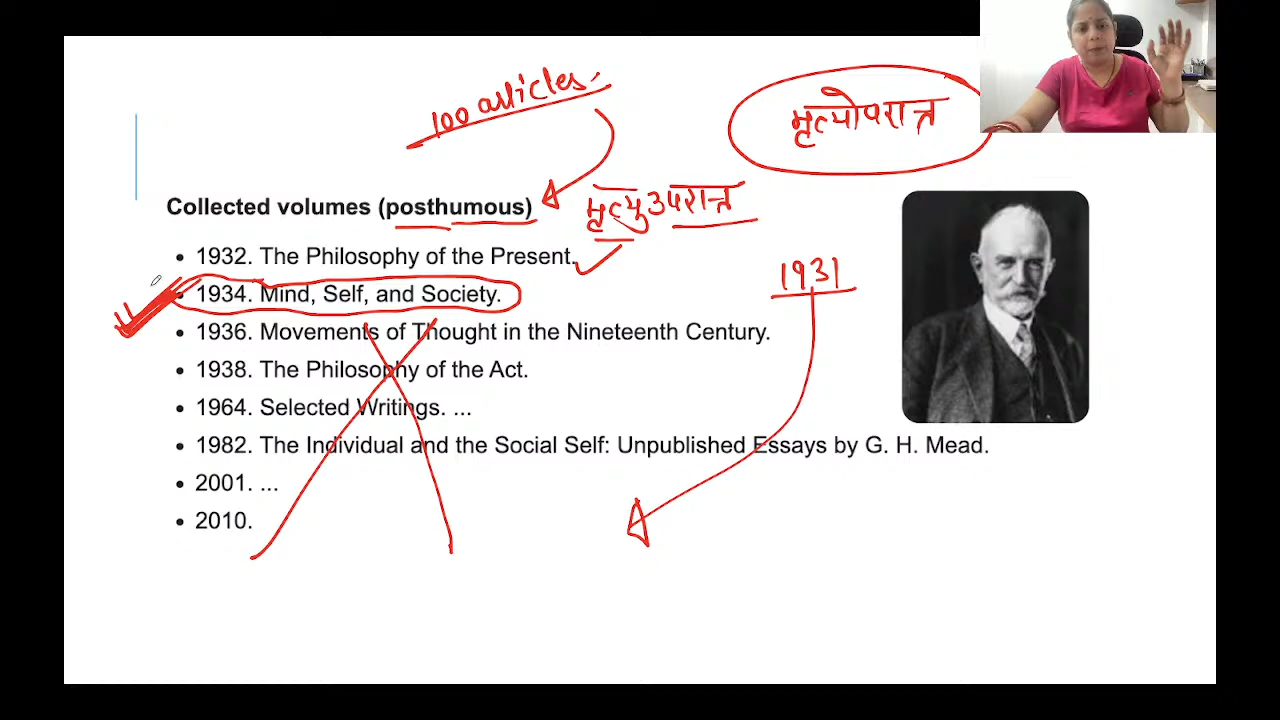 100 articles
मृत्योपरान्त
Collected volumes (posthumous)
मृत्यु उपरान्त
• 1932. The Philosophy of the Present.
1931
• 1934. Mind, Self, and Society.
• 1936. Movements of Thought in the Nineteenth Century.
• 1938. The Philosophy of the Act.
• 1964. Selected Writings. ...
• 1982. The Individual and the Social Self: Unpublished Essays by G. H. Mead.
• 2001. ...
• 2010.